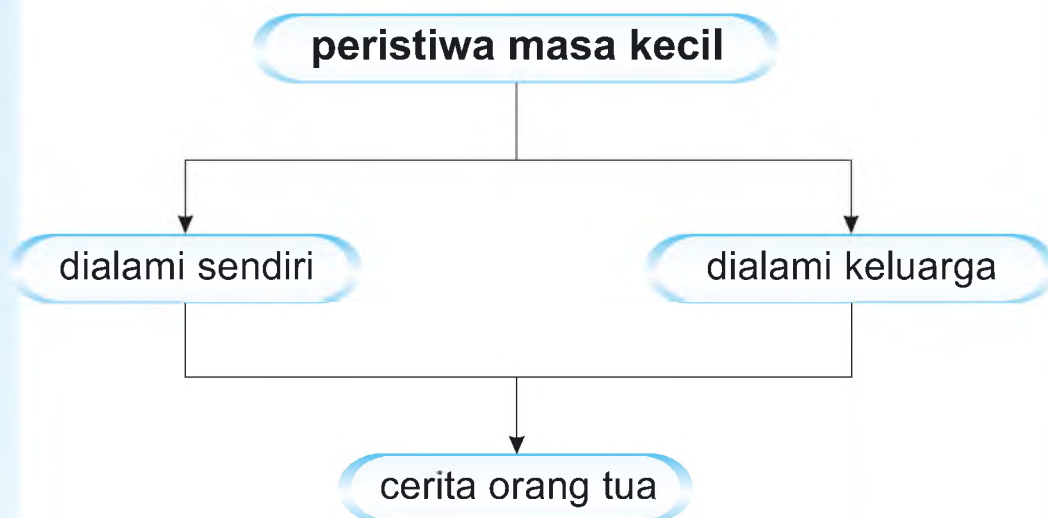 peristiwa masa kecil
dialami sendiri
dialami keluarga
cerita orang tua